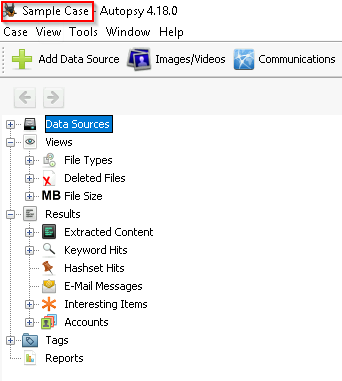 Sample Case - Autopsy 4.18.0
Case View Tools Window Help
Add Data Source Images/Videos Communications
Data Sources
Views
File Types
Deleted Files
MB File Size
Results
Extracted Content
Keyword Hits
Hashset Hits
E-Mail Messages
Interesting Items
Accounts
Tags
Reports